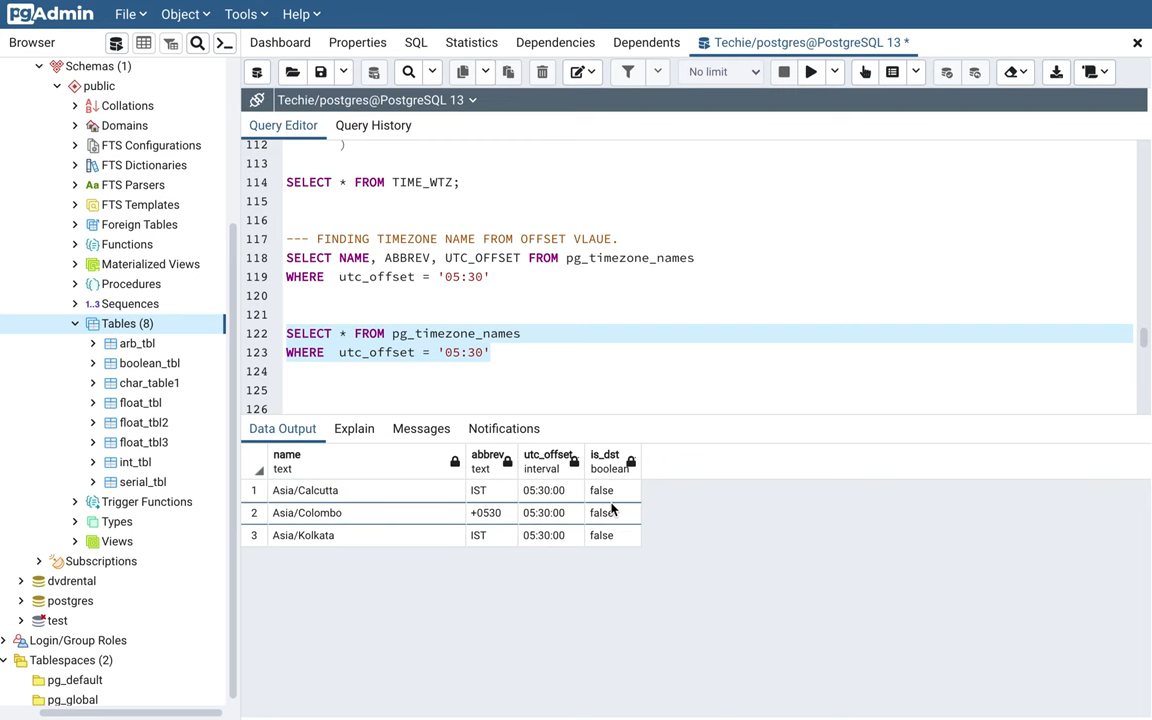 pgAdmin File Object Tools Help
Browser
Dashboard Properties SQL Statistics Dependencies Dependents Techie/postgres@PostgreSQL 13 *
No limit
Techie/postgres@PostgreSQL 13
Query Editor Query History
Schemas (1)
public
Collations
Domains
FTS Configurations
FTS Dictionaries
Aa FTS Parsers
FTS Templates
Foreign Tables
Functions
Materialized Views
Procedures
1..3 Sequences
Tables (8)
arb_tbl
boolean_tbl
char_table1
float_tbl
float_tbl2
float_tbl3
int_tbl
serial_tbl
Trigger Functions
Types
Views
Subscriptions
dvdrental
postgres
test
Login/Group Roles
Tablespaces (2)
pg_default
pg_global
112 )
113
114 SELECT * FROM TIME_WTZ;
115
116
117 --- FINDING TIMEZONE NAME FROM OFFSET VLAUE.
118 SELECT NAME, ABBREV, UTC_OFFSET FROM pg_timezone_names
119 WHERE utc_offset = '05:30'
120
121
122 SELECT * FROM pg_timezone_names
123 WHERE utc_offset = '05:30'
124
125
126
Data Output Explain Messages Notifications
name abbrev utc_offset is_dst
text text interval boolean
1 Asia/Calcutta IST 05:30:00 false
2 Asia/Colombo +0530 05:30:00 false
3 Asia/Kolkata IST 05:30:00 false